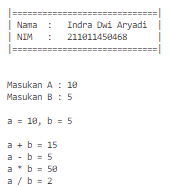 |=============================|
| Nama  :   Indra Dwi Aryadi  |
| NIM   :   211011450468      |
|=============================|
Masukan A : 10
Masukan B : 5
a = 10, b = 5
a + b = 15
a - b = 5
a * b = 50
a / b = 2